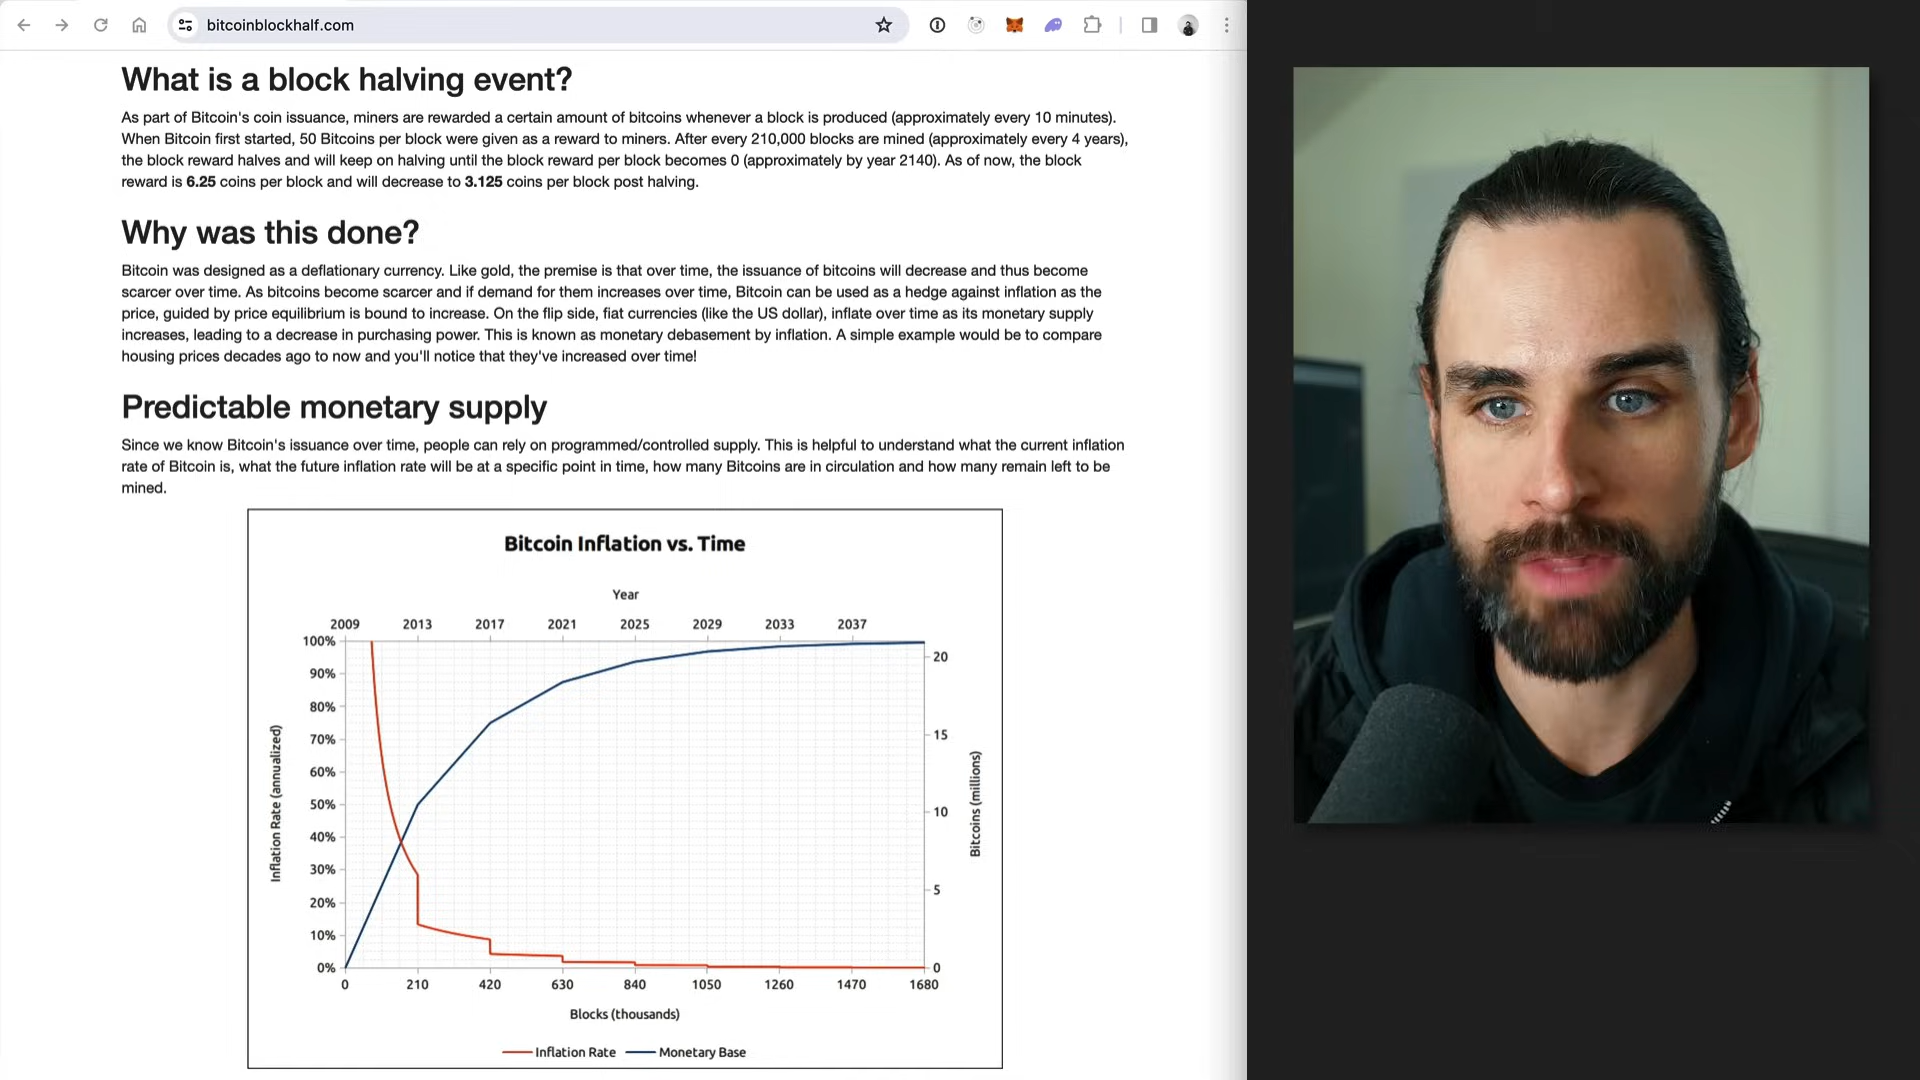 bitcoinblockhalf.com
What is a block halving event?
As part of Bitcoin's coin issuance, miners are rewarded a certain amount of bitcoins whenever a block is produced (approximately every 10 minutes).
When Bitcoin first started, 50 Bitcoins per block were given as a reward to miners. After every 210,000 blocks are mined (approximately every 4 years),
the block reward halves and will keep on halving until the block reward per block becomes 0 (approximately by year 2140). As of now, the block
reward is 6.25 coins per block and will decrease to 3.125 coins per block post halving.
Why was this done?
Bitcoin was designed as a deflationary currency. Like gold, the premise is that over time, the issuance of bitcoins will decrease and thus become
scarcer over time. As bitcoins become scarcer and if demand for them increases over time, Bitcoin can be used as a hedge against inflation as the
price, guided by price equilibrium is bound to increase. On the flip side, fiat currencies (like the US dollar), inflate over time as its monetary supply
increases, leading to a decrease in purchasing power. This is known as monetary debasement by inflation. A simple example would be to compare
housing prices decades ago to now and you'll notice that they've increased over time!
Predictable monetary supply
Since we know Bitcoin's issuance over time, people can rely on programmed/controlled supply. This is helpful to understand what the current inflation
rate of Bitcoin is, what the future inflation rate will be at a specific point in time, how many Bitcoins are in circulation and how many remain left to be
mined.
Bitcoin Inflation vs. Time
Year
2009 2013 2017 2021 2025 2029 2033 2037
100%
90%
80%
70%
60%
50%
40%
30%
20%
10%
0%
Inflation Rate (annualized)
20
15
10
5
0
Bitcoins (millions)
0 210 420 630 840 1050 1260 1470 1680
Blocks (thousands)
Inflation Rate Monetary Base